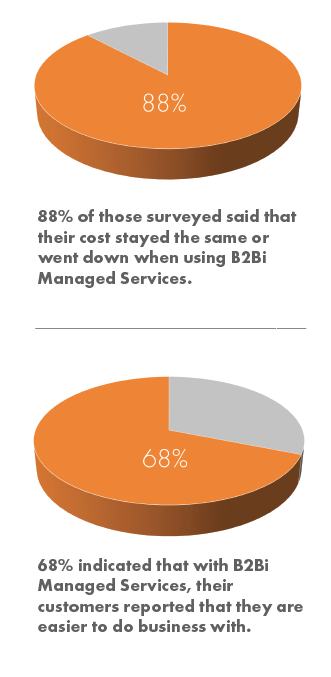 88%
88% of those surveyed said that
their cost stayed the same or
went down when using B2Bi
Managed Services.
68%
68% indicated that with B2Bi
Managed Services, their
customers reported that they are
easier to do business with.